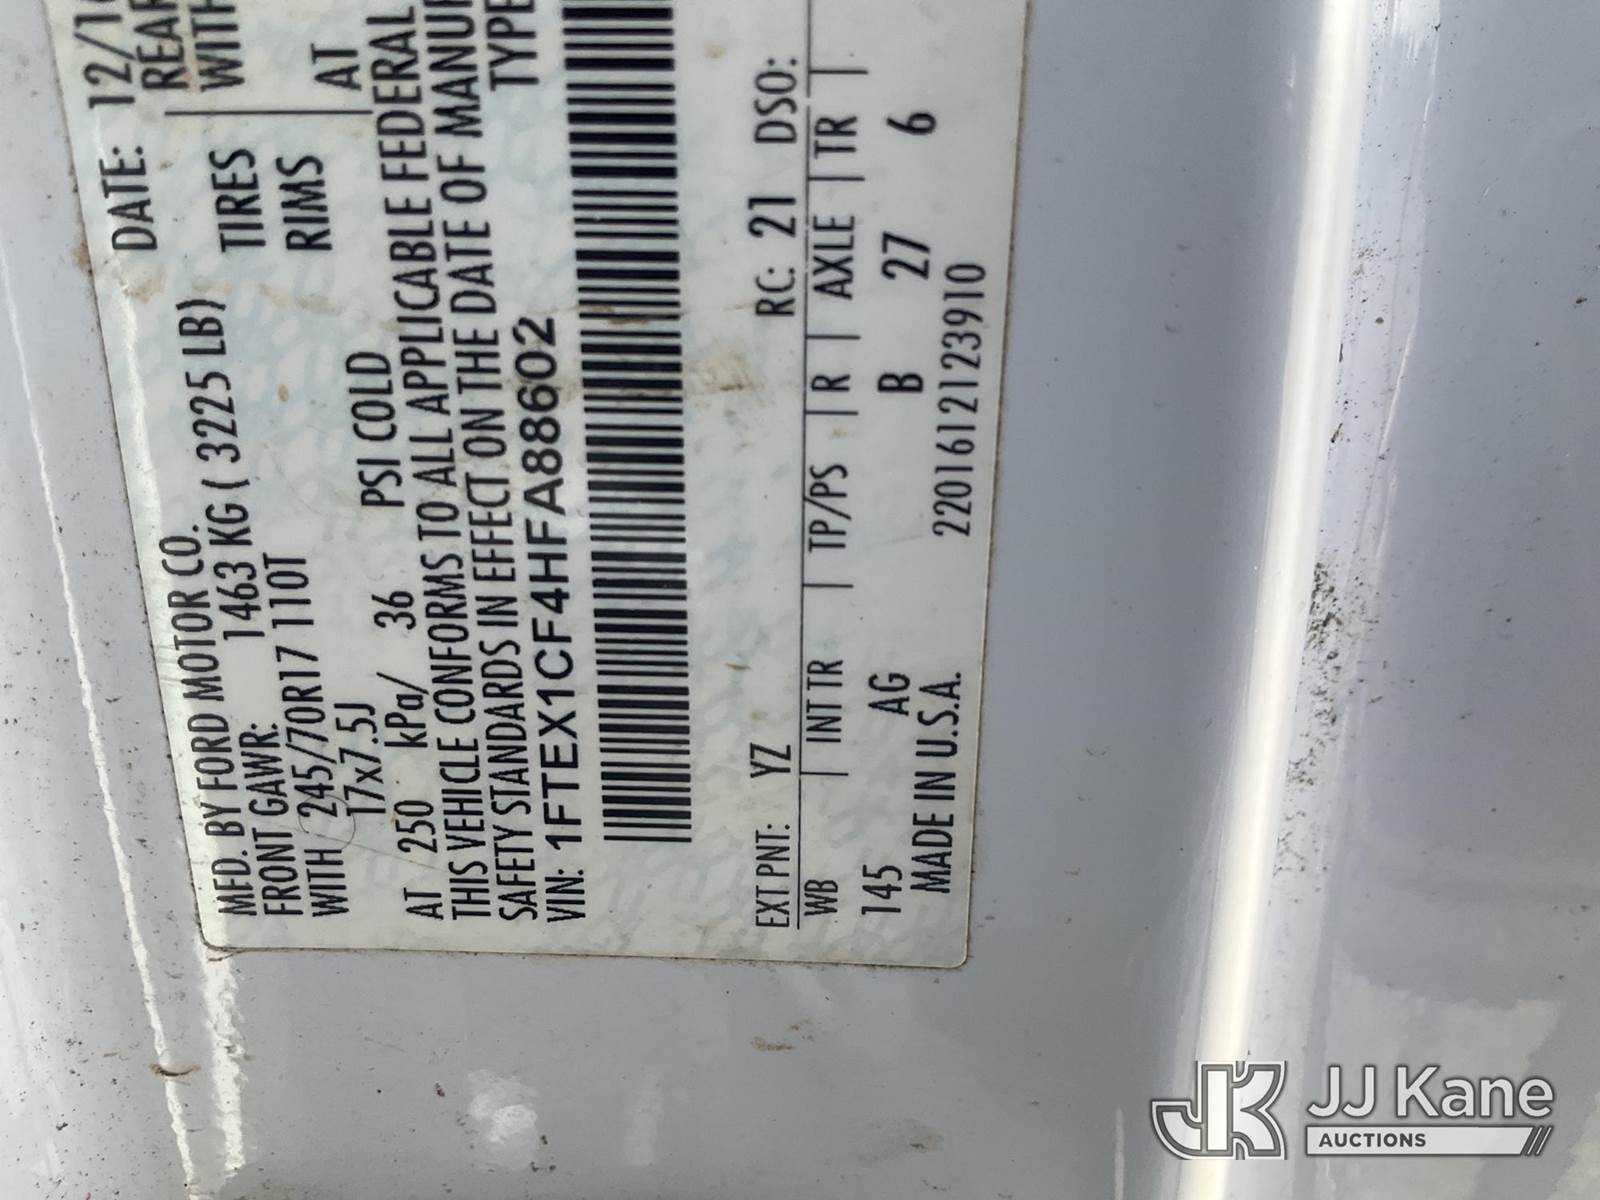 MFD. BY FORD MOTOR CO.
DATE: 12/1
FRONT GAWR: 1463 KG ( 3225 LB)
REAR
WITH 245/70R17 110T
TIRES
WITH
17x7.5J
RIMS
AT 250 kPa/ 36 PSI COLD
AT
THIS VEHICLE CONFORMS TO ALL APPLICABLE FEDERAL
SAFETY STANDARDS IN EFFECT ON THE DATE OF MANUF
VIN: 1FTEX1CF4HFA88602
TYPE
EXT PNT: YZ
RC: 21 DSO:
WB | INT TR | TP/PS | R | AXLE | TR |
145 AG B 27 6
MADE IN U.S.A.
2201612123910
JK
JJ Kane
AUCTIONS